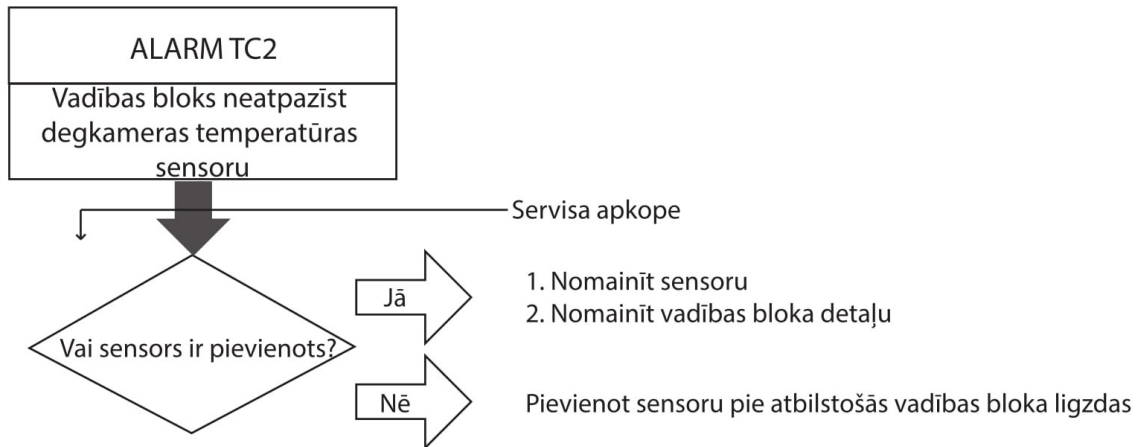 ALARM TC2
Vadības bloks neatpazīst
degkameras temperatūras
sensoru
Servisa apkope
Vai sensors ir pievienots?
Jā
1. Nomainīt sensoru
2. Nomainīt vadības bloka detaļu
Nē
Pievienot sensoru pie atbilstošās vadības bloka ligzdas